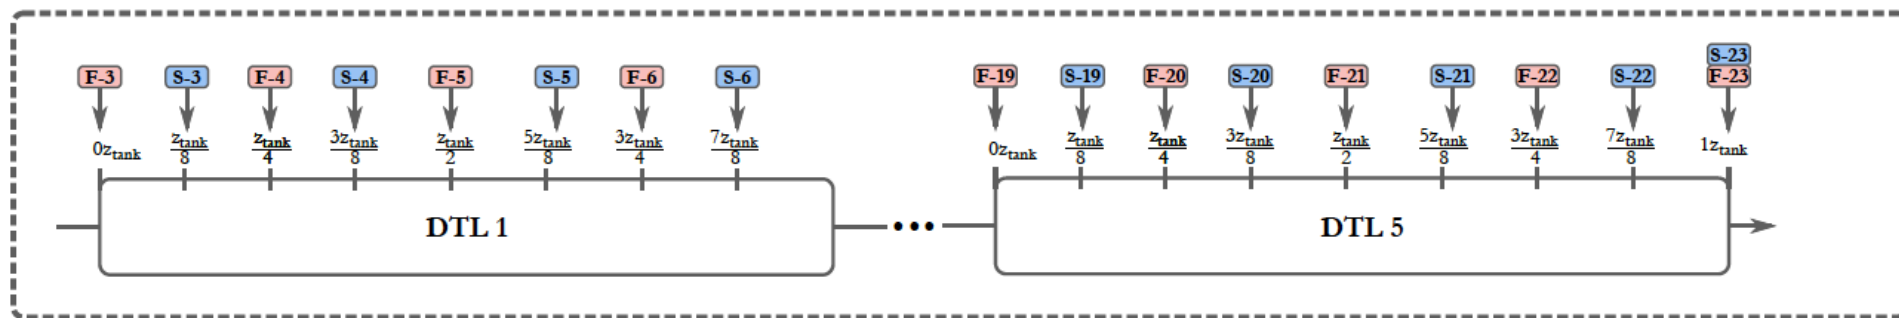 S-23
F-3 S-3 F-4 S-4 F-5 S-5 F-6 S-6 F-19 S-19 F-20 S-20 F-21 S-21 F-22 S-22 F-23
0z_tank z_tank/8 z_tank/4 3z_tank/8 z_tank/2 5z_tank/8 3z_tank/4 7z_tank/8 0z_tank z_tank/8 z_tank/4 3z_tank/8 z_tank/2 5z_tank/8 3z_tank/4 7z_tank/8 1z_tank
DTL 1 ••• DTL 5